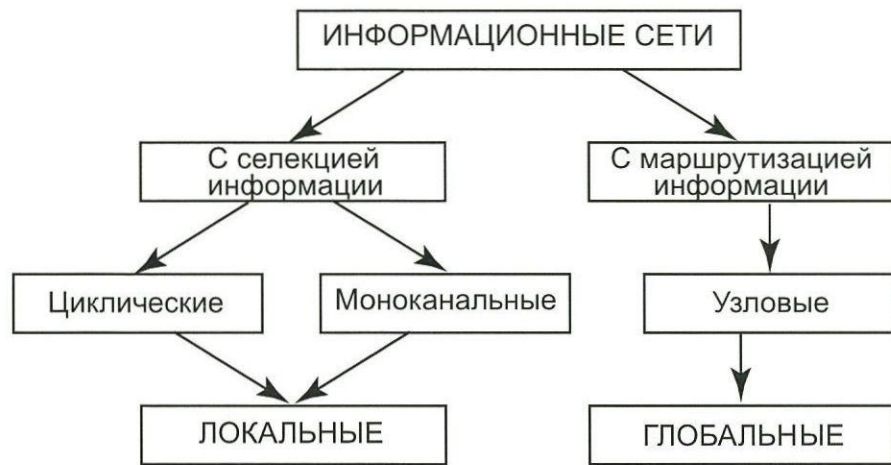 ИНФОРМАЦИОННЫЕ СЕТИ
С селекцией
информации
С маршрутизацией
информации
Циклические
Моноканальные
Узловые
ЛОКАЛЬНЫЕ
ГЛОБАЛЬНЫЕ